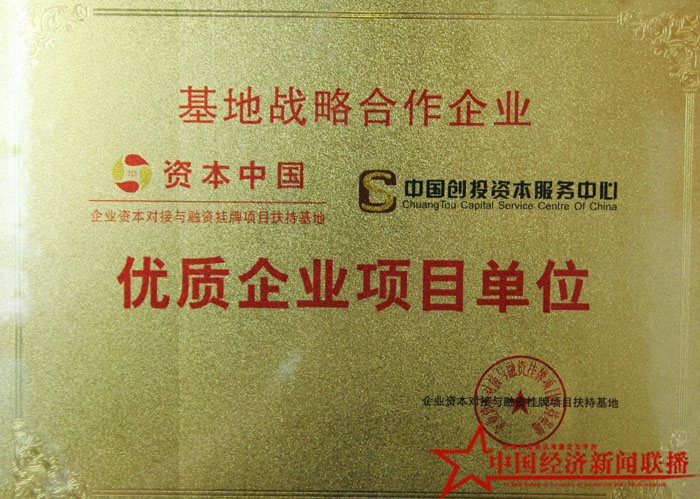 基地战略合作企业
资本中国
企业资本对接与融资挂牌项目扶持基地
中国创投资本服务中心
ChuangTou Capital Service Centre Of China
优质企业项目单位
企业资本对接与融资挂牌项目扶持基地
中国经济新闻联播